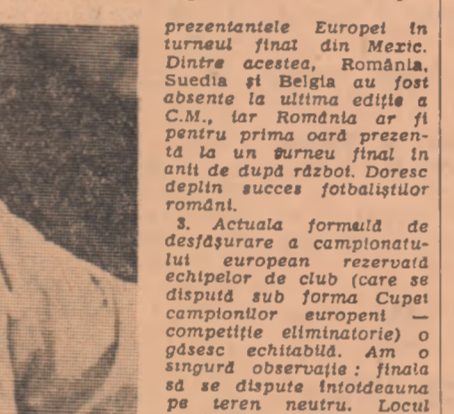 prezentantele Europei în
turneul final din Mexic.
Dintre acestea, România,
Suedia și Belgia au fost
absente la ultima ediție a
C.M., iar România ar fi
pentru prima oară prezen-
tă la un turneu final în
anii de după război. Doresc
deplin succes fotbaliștilor
români.
3. Actuala formulă de
desfășurare a campionatu-
lui european rezervată
echipelor de club (care se
dispută sub forma Cupei
campionilor europeni —
competiție eliminatorie) o
găsesc echitabilă. Am o
singură observație : finala
să se dispute întotdeauna
pe teren neutru. Locul